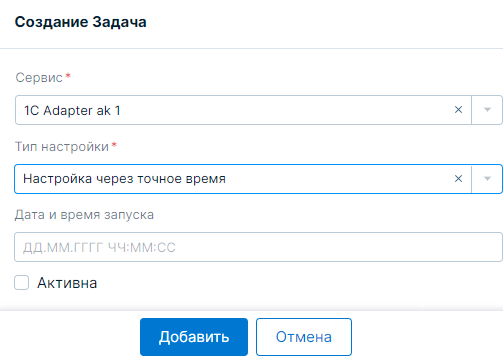 Создание Задача
Сервис*
1C Adapter ak 1
Тип настройки*
Настройка через точное время
Дата и время запуска
ДД.ММ.ГГГГ ЧЧ:ММ:СС
Активна
Добавить Отмена